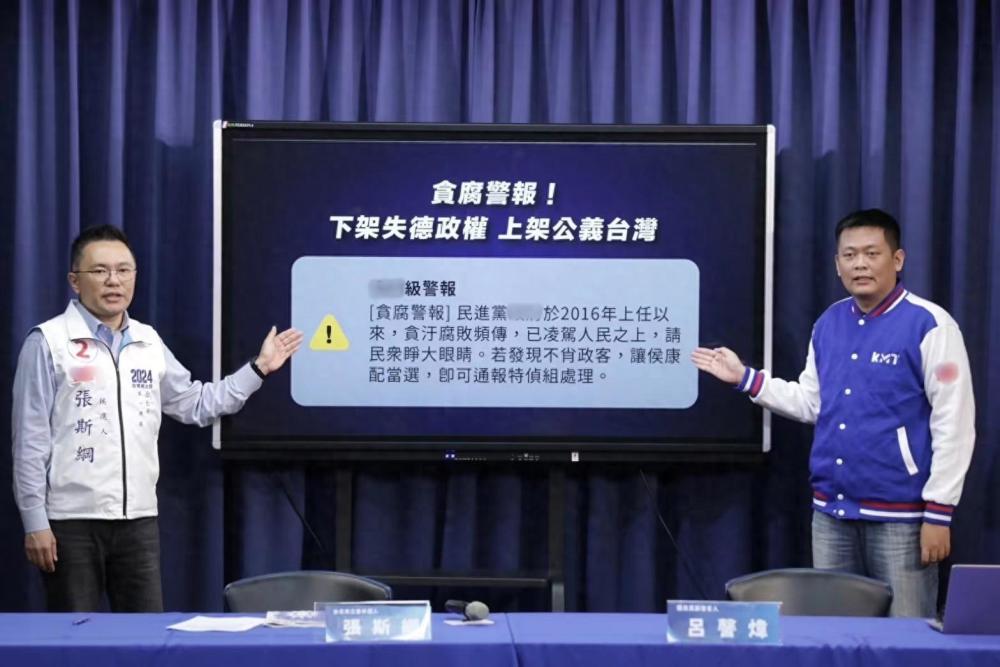 貪腐警報！
下架失德政權 上架公義台灣
級警報
[貪腐警報] 民進黨 於2016年上任以
來，貪汙腐敗頻傳，已凌駕人民之上，請
民眾睜大眼睛。若發現不肖政客，讓侯康
配當選，即可通報特偵組處理。
2
2024
候選人
張斯綱
KMT
張斯綱
呂謦煒